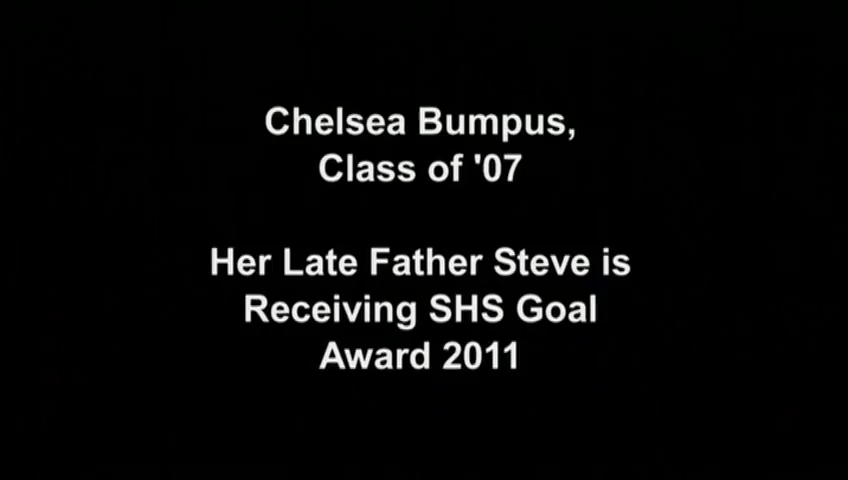 Chelsea Bumpus,
Class of '07
Her Late Father Steve is
Receiving SHS Goal
Award 2011